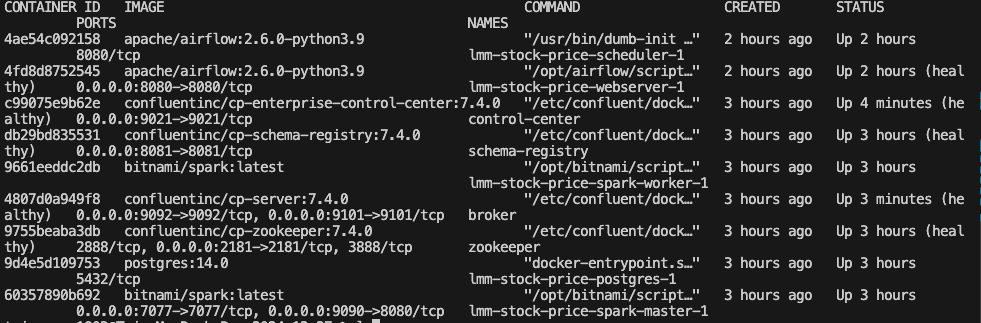 CONTAINER ID   IMAGE                                             COMMAND                  CREATED       STATUS
         PORTS                                            NAMES
4ae54c092158   apache/airflow:2.6.0-python3.9                    "/usr/bin/dumb-init …"   2 hours ago   Up 2 hours
         8080/tcp                                         lmm-stock-price-scheduler-1
4fd8d8752545   apache/airflow:2.6.0-python3.9                    "/opt/airflow/script…"   2 hours ago   Up 2 hours (heal
thy)     0.0.0.0:8080->8080/tcp                           lmm-stock-price-webserver-1
c99075e9b62e   confluentinc/cp-enterprise-control-center:7.4.0   "/etc/confluent/dock…"   3 hours ago   Up 4 minutes (he
althy)   0.0.0.0:9021->9021/tcp                           control-center
db29bd835531   confluentinc/cp-schema-registry:7.4.0             "/etc/confluent/dock…"   3 hours ago   Up 3 hours (heal
thy)     0.0.0.0:8081->8081/tcp                           schema-registry
9661eeddc2db   bitnami/spark:latest                              "/opt/bitnami/script…"   3 hours ago   Up 3 hours
                                                          lmm-stock-price-spark-worker-1
4807d0a949f8   confluentinc/cp-server:7.4.0                      "/etc/confluent/dock…"   3 hours ago   Up 3 minutes (he
althy)   0.0.0.0:9092->9092/tcp, 0.0.0.0:9101->9101/tcp   broker
9755beaba3db   confluentinc/cp-zookeeper:7.4.0                   "/etc/confluent/dock…"   3 hours ago   Up 3 hours (heal
thy)     2888/tcp, 0.0.0.0:2181->2181/tcp, 3888/tcp       zookeeper
9d4e5d109753   postgres:14.0                                     "docker-entrypoint.s…"   3 hours ago   Up 3 hours
         5432/tcp                                         lmm-stock-price-postgres-1
60357890b692   bitnami/spark:latest                              "/opt/bitnami/script…"   3 hours ago   Up 3 hours
         0.0.0.0:7077->7077/tcp, 0.0.0.0:9090->8080/tcp   lmm-stock-price-spark-master-1